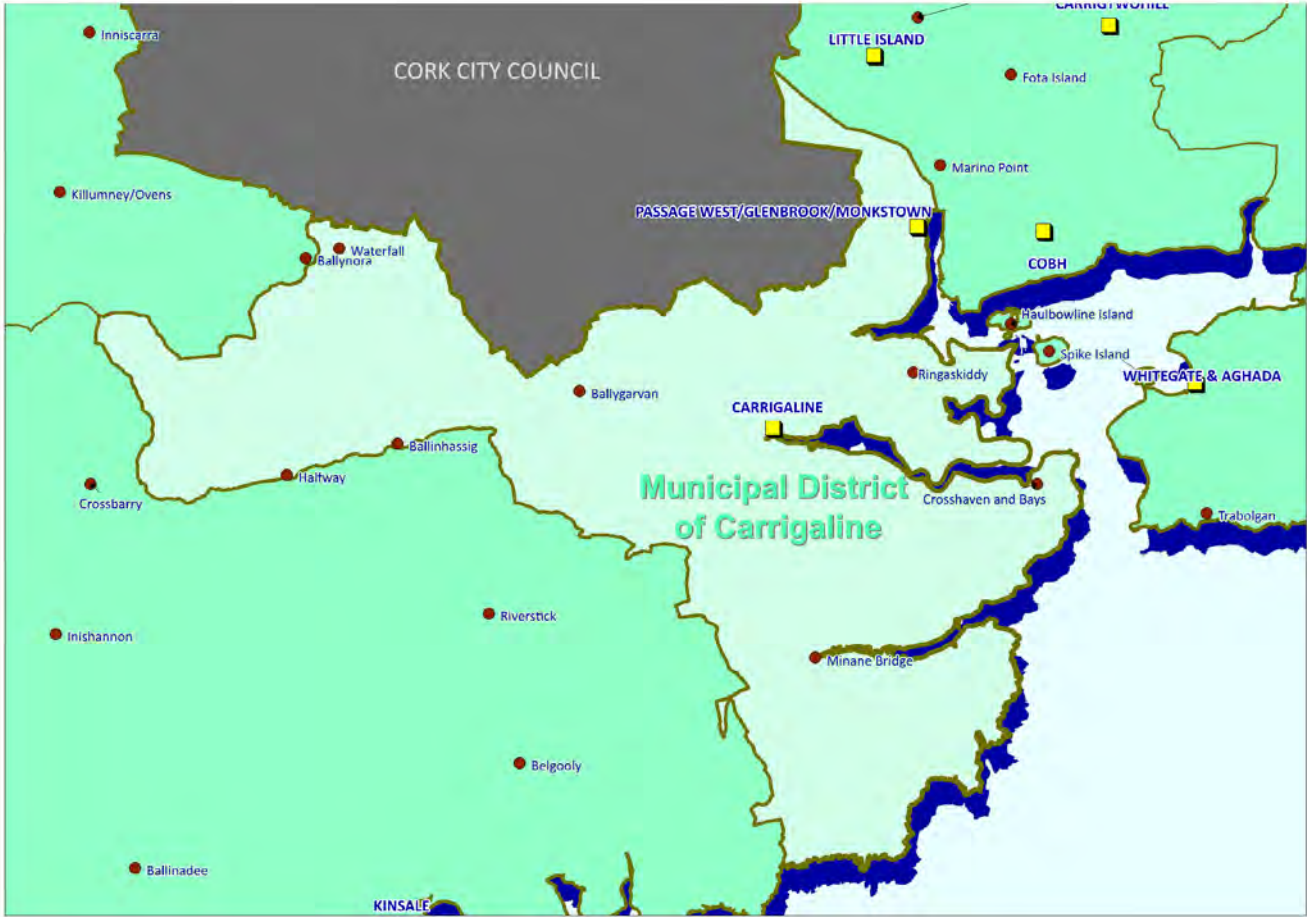 CARRIGTWOHILL
Inniscarra
LITTLE ISLAND
CORK CITY COUNCIL
Fota Island
Marino Point
Killumney/Ovens
PASSAGE WEST/GLENBROOK/MONKSTOWN
Waterfall
Ballynora
COBH
Haulbowline Island
Spike Island
Ringaskiddy
WHITEGATE & AGHADA
Ballygarvan
CARRIGALINE
Ballinhassig
Halfway
Municipal District
of Carrigaline
Crossbarry
Crosshaven and Bays
Trabolgan
Riverstick
Inishannon
Minane Bridge
Belgooly
Ballinadee
KINSALE